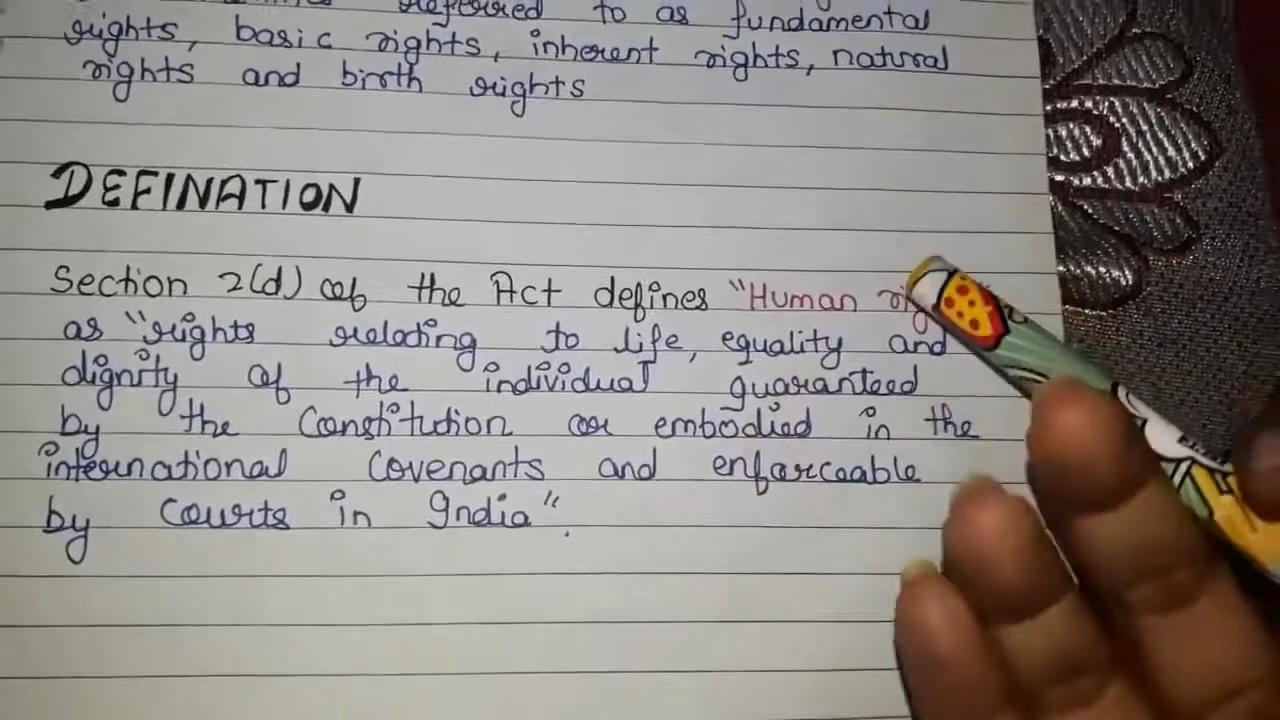 referred to as fundamental
rights, basic rights, inherent rights, natural
rights and birth rights
DEFINATION
Section 2(d) of the Act defines "Human
as "rights relating to life, equality and
dignity of the individual guaranteed
by the Constitution or embodied in the
international Covenants and enforceable
by Courts in India".